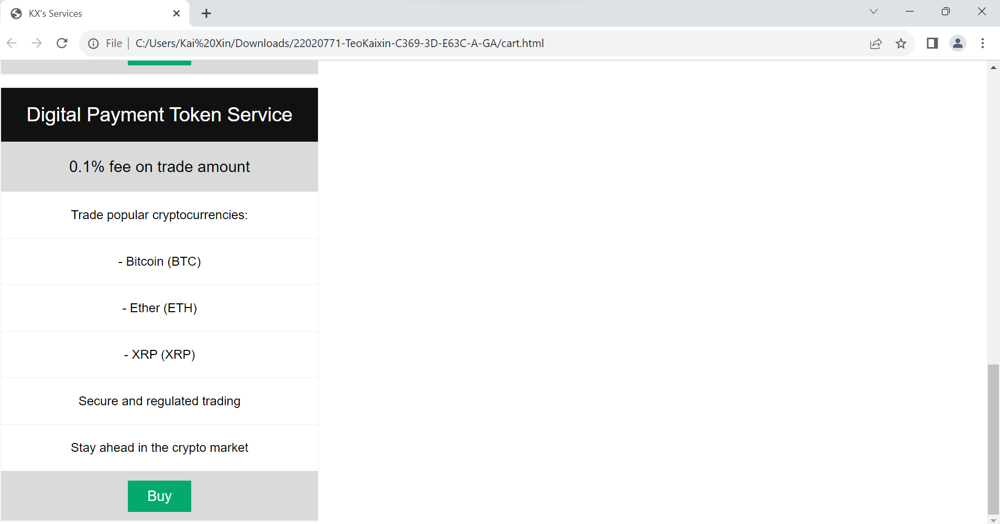 KX's Services
File
C:/Users/Kai%20Xin/Downloads/22020771-TeoKaixin-C369-3D-E63C-A-GA/cart.html
Digital Payment Token Service
0.1% fee on trade amount
Trade popular cryptocurrencies:
- Bitcoin (BTC)
- Ether (ETH)
- XRP (XRP)
Secure and regulated trading
Stay ahead in the crypto market
Buy